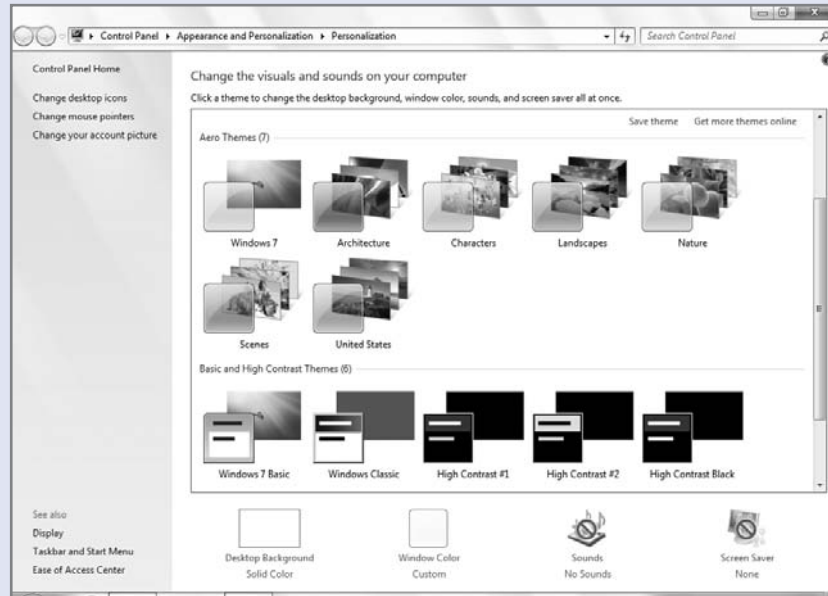 Control Panel ▸ Appearance and Personalization ▸ Personalization
Search Control Panel
Control Panel Home
Change desktop icons
Change mouse pointers
Change your account picture
Change the visuals and sounds on your computer
Click a theme to change the desktop background, window color, sounds, and screen saver all at once.
Save theme Get more themes online
Aero Themes (7)
Windows 7 Architecture Characters Landscapes Nature
Scenes United States
Basic and High Contrast Themes (6)
Windows 7 Basic Windows Classic High Contrast #1 High Contrast #2 High Contrast Black
See also
Display
Taskbar and Start Menu
Ease of Access Center
Desktop Background Window Color Sounds Screen Saver
Solid Color Custom No Sounds None